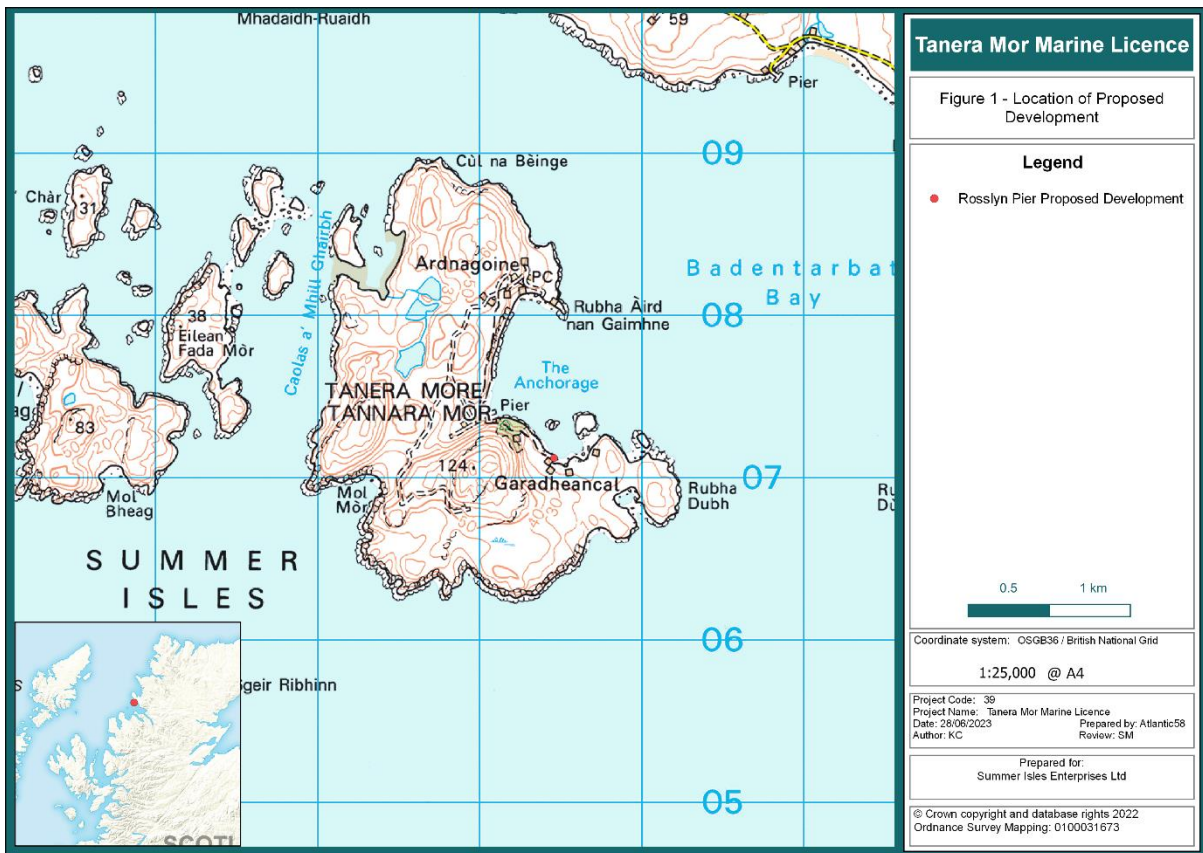 Mhadaidh-Ruaidh
59
Pier
09
Cùl na Bèinge
Chàr
31
Caolas a' Mhill Ghairbh
Ardnagoine
PC
Badentarbat
Bay
Rubha Àird
nan Gaimhne
08
38
Eilean
Fada Mòr
The
Anchorage
TANERA MORE/
TANNARA MÒR
Pier
83
124
Garadheancal
07
Mol
Bheag
Mol
Mòr
40
30
10
Rubha
Dubh
SUMMER
ISLES
06
Sgeir Ribhinn
05
SCOTL
Tanera Mor Marine Licence
Figure 1 - Location of Proposed
Development
Legend
Rosslyn Pier Proposed Development
0.5 1 km
Coordinate system: OSGB36 / British National Grid
1:25,000 @ A4
Project Code: 39
Project Name: Tanera Mor Marine Licence
Date: 28/06/2023 Prepared by: Atlantic58
Author: KC Review: SM
Prepared for:
Summer Isles Enterprises Ltd
© Crown copyright and database rights 2022
Ordnance Survey Mapping: 0100031673